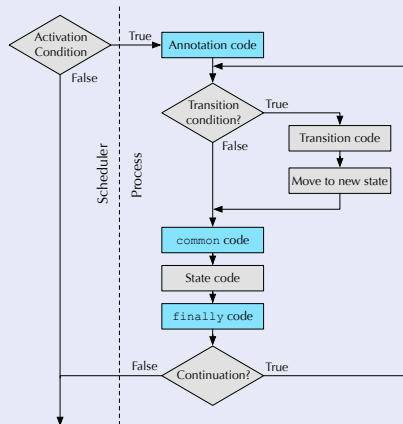 Activation
Condition
True
Annotation code
False
Transition
condition?
True
False
Transition code
Move to new state
Scheduler
Process
common code
State code
finally code
False
Continuation?
True